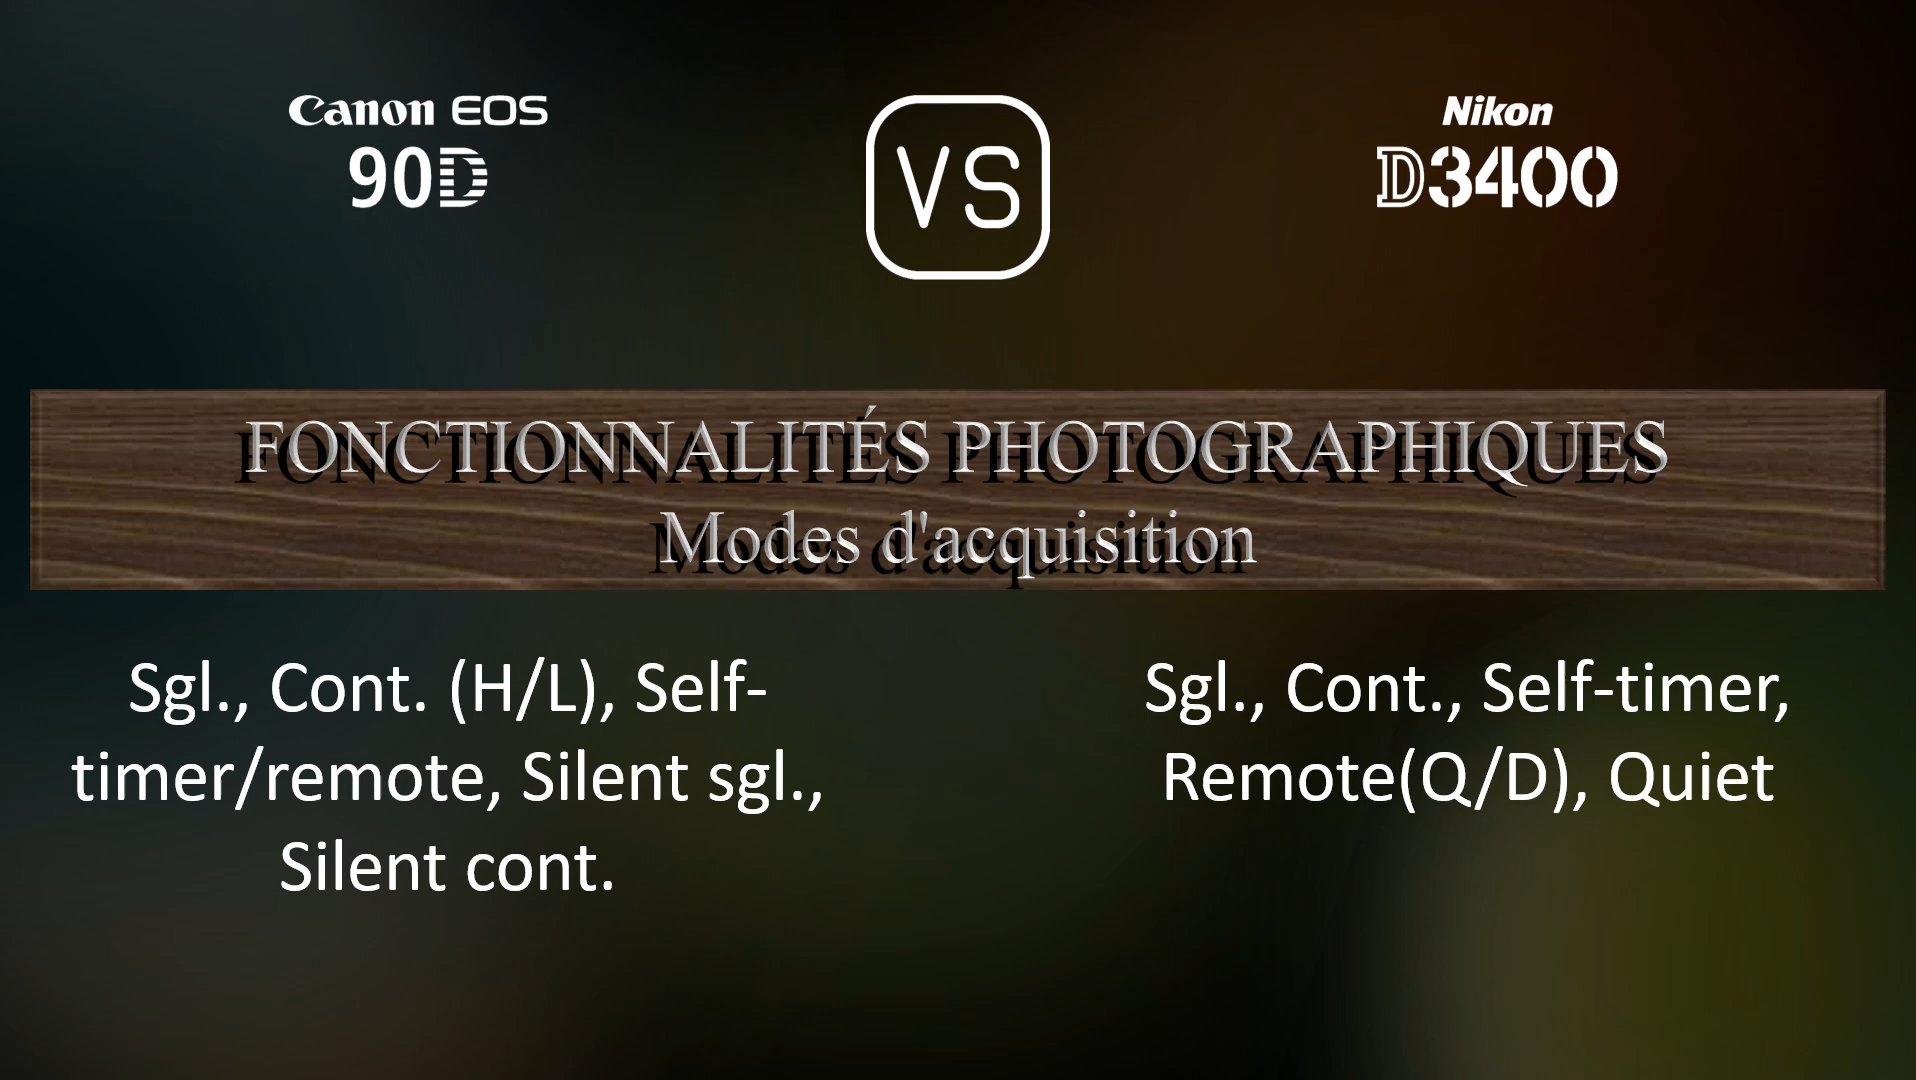 Canon EOS
90D
VS
Nikon
D3400
FONCTIONNALITÉS PHOTOGRAPHIQUES
Modes d'acquisition
Sgl., Cont. (H/L), Self-
timer/remote, Silent sgl.,
Silent cont.
Sgl., Cont., Self-timer,
Remote(Q/D), Quiet